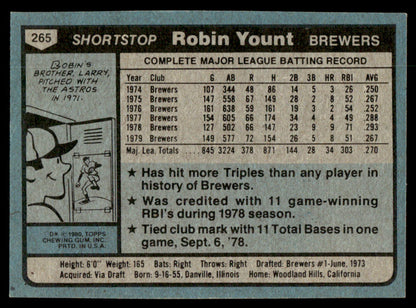 265 SHORTSTOP Robin Yount BREWERS
ROBIN'S
BROTHER, LARRY,
PITCHED WITH
THE ASTROS
IN 1971.
COMPLETE MAJOR LEAGUE BATTING RECORD
Year Club G AB R H 2B 3B HR RBI AVG
1974 Brewers 107 344 48 86 14 5 3 26 .250
1975 Brewers 147 558 67 149 28 2 8 52 .267
1976 Brewers 161 638 59 161 19 3 2 54 .252
1977 Brewers 154 605 66 174 34 4 4 49 .288
1978 Brewers 127 502 66 147 23 9 9 71 .293
1979 Brewers 149 577 72 154 26 5 8 51 .267
Maj. Lea. Totals 845 3224 378 871 144 28 34 303 .270
★ Has hit more Triples than any player in
history of Brewers.
★ Was credited with 11 game-winning
RBI's during 1978 season.
★ Tied club mark with 11 Total Bases in one
game, Sept. 6, '78.
D★ © 1980, TOPPS
CHEWING GUM, INC.
PRTD. IN U.S.A.
Height: 6'0" Weight: 165 Bats: Right Throws: Right Drafted: Brewers #1-June, 1973
Acquired: Via Draft Born: 9-16-55, Danville, Illinois Home: Woodland Hills, California